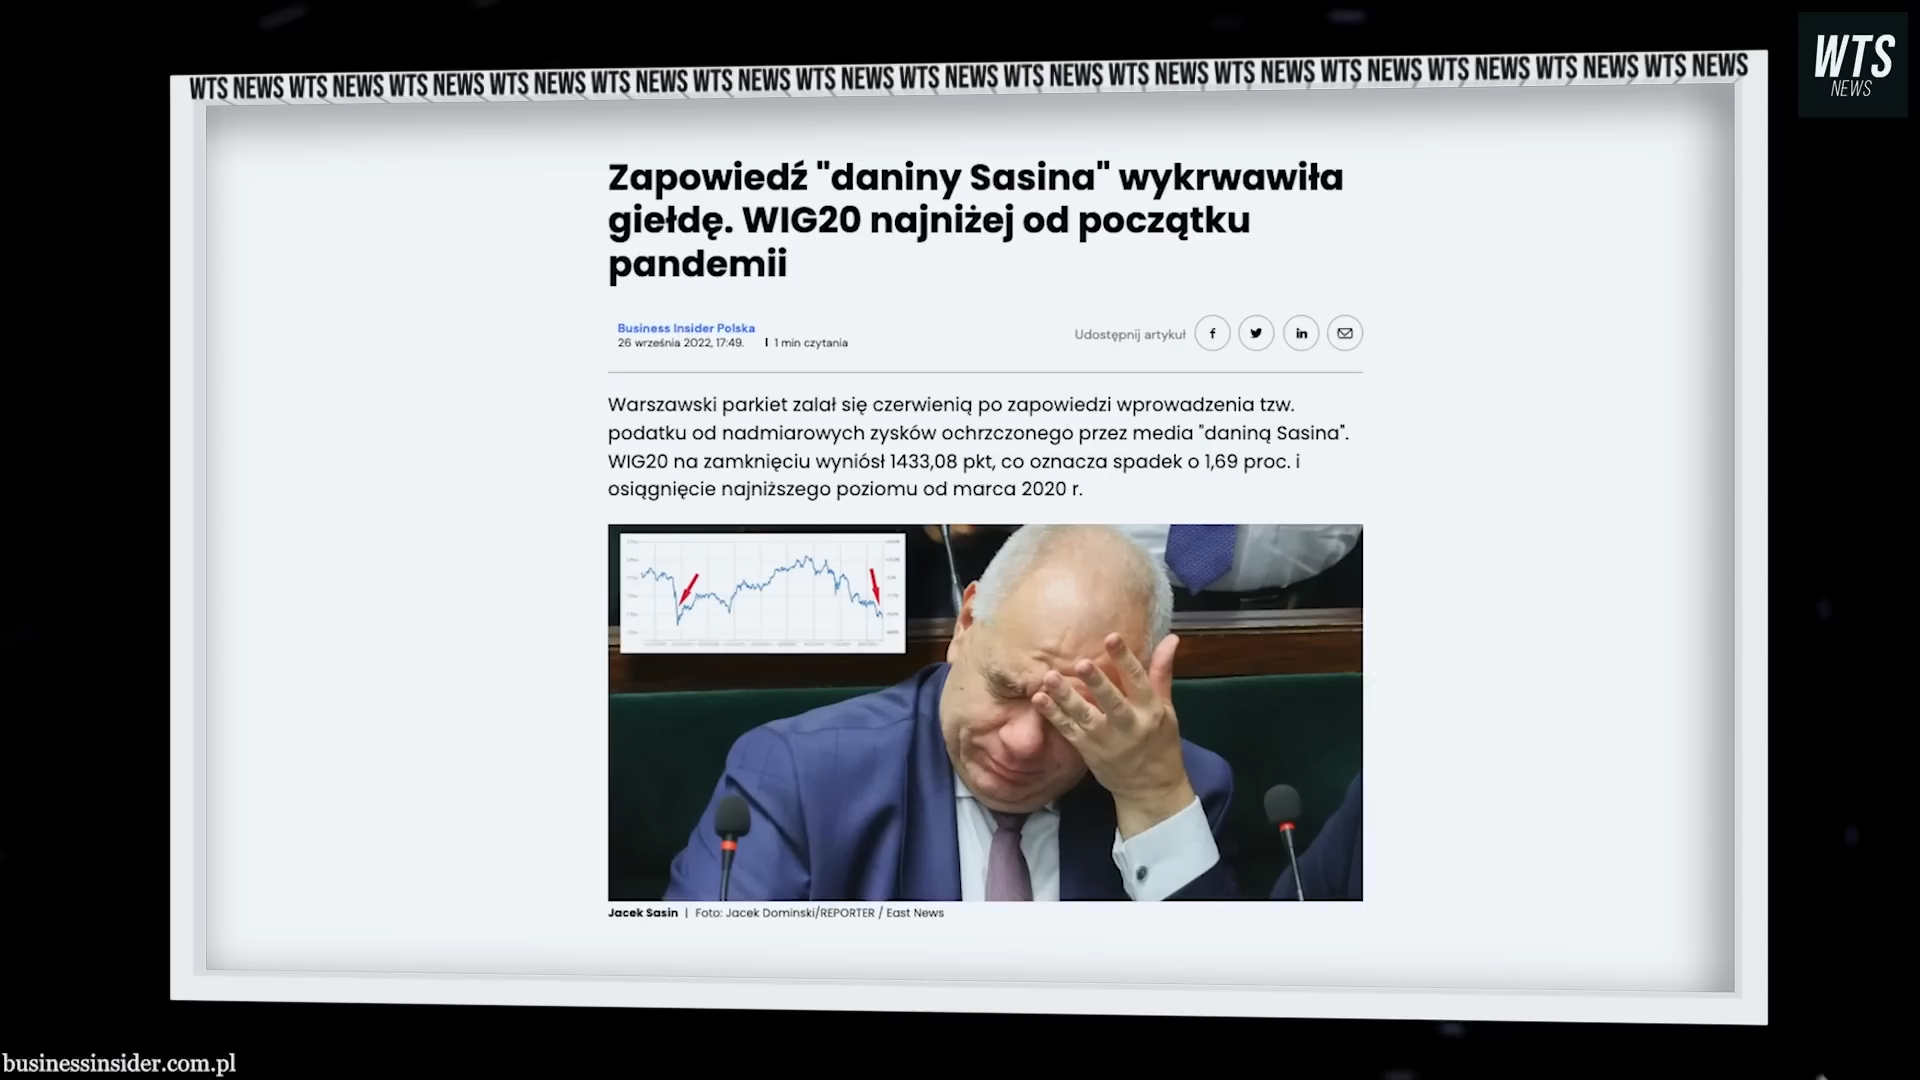 WTS NEWS WTS NEWS WTS NEWS WTS NEWS WTS NEWS WTS NEWS WTS NEWS WTS NEWS WTS NEWS WTS NEWS WTS NEWS WTS NEWS WTS NEWS WTS NEWS WTS NEWS
WTS
NEWS
Zapowiedź "daniny Sasina" wykrwawiła
giełdę. WIG20 najniżej od początku
pandemii
Business Insider Polska
26 września 2022, 17:49. 1 min czytania
Udostępnij artykuł
Warszawski parkiet zalał się czerwienią po zapowiedzi wprowadzenia tzw.
podatku od nadmiarowych zysków ochrzczonego przez media "daniną Sasina".
WIG20 na zamknięciu wyniósł 1433,08 pkt, co oznacza spadek o 1,69 proc. i
osiągnięcie najniższego poziomu od marca 2020 r.
Jacek Sasin | Foto: Jacek Dominski/REPORTER / East News
businessinsider.com.pl